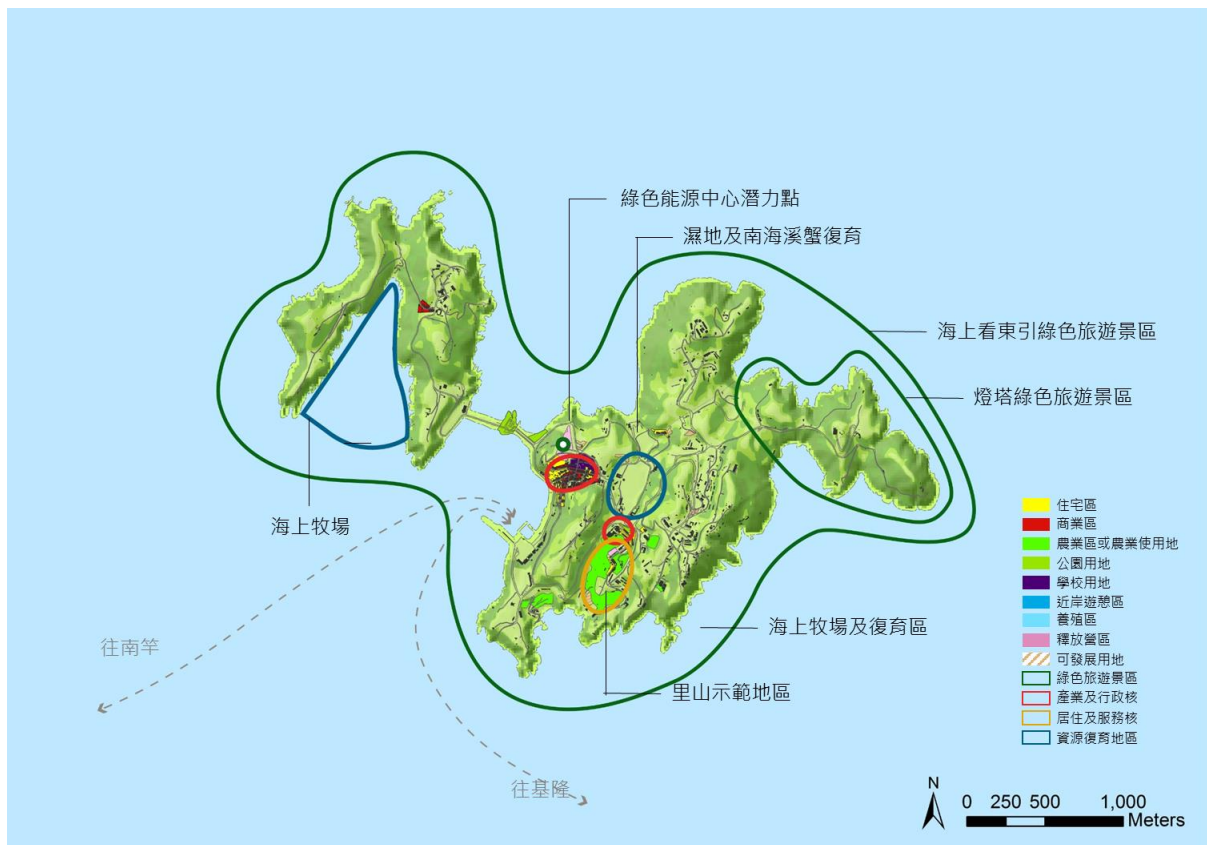 綠色能源中心潛力點
濕地及南海溪蟹復育
海上看東引綠色旅遊景區
燈塔綠色旅遊景區
海上牧場
海上牧場及復育區
里山示範地區
往南竿
往基隆
住宅區
商業區
農業區或農業使用地
公園用地
學校用地
近岸遊憩區
養殖區
釋放營區
可發展用地
綠色旅遊景區
產業及行政核
居住及服務核
資源復育地區
N
0 250 500 1,000
Meters